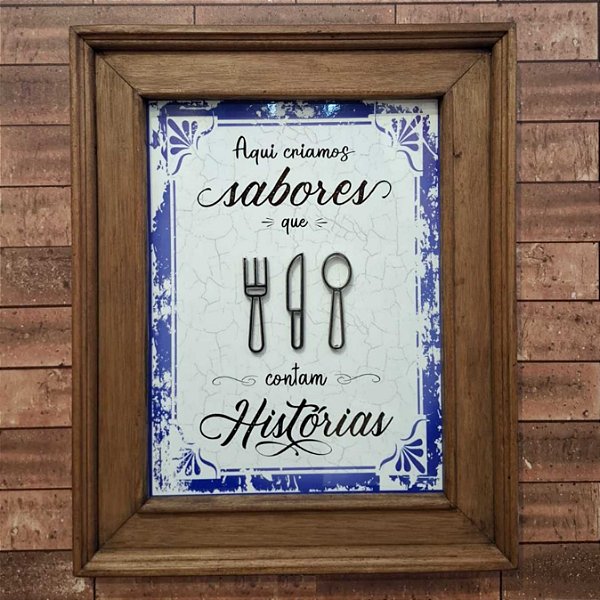 Aqui criamos
sabores
que
contam
Histórias